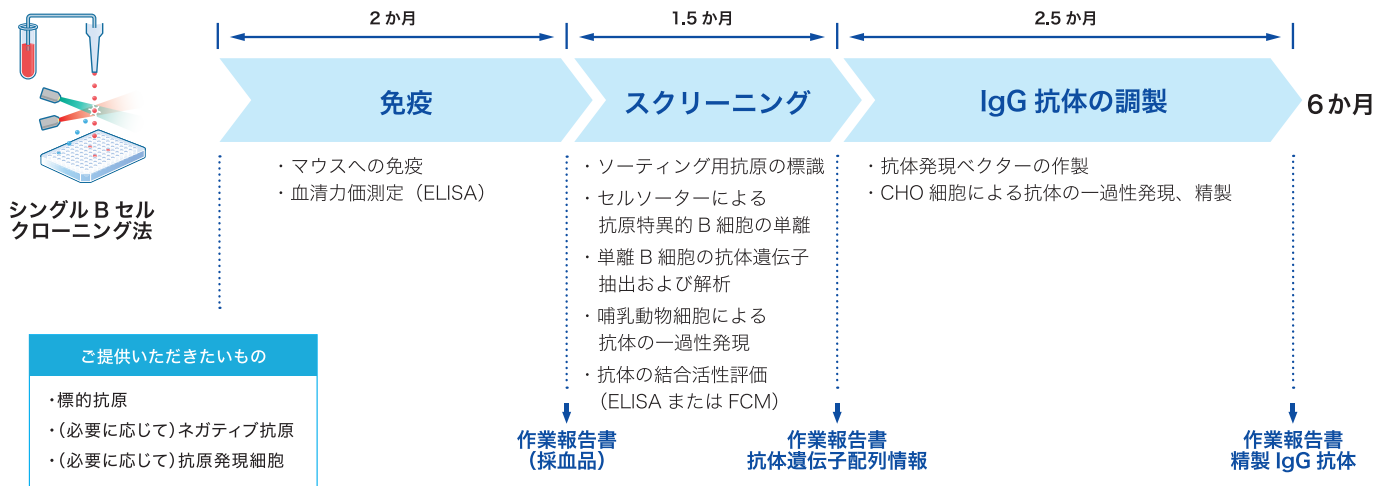 2か月
1.5か月
2.5か月
免疫
スクリーニング
IgG 抗体の調製
6か月
シングル B セル
クローニング法
・マウスへの免疫
・血清力価測定（ELISA）
・ソーティング用抗原の標識
・セルソーターによる
抗原特異的 B 細胞の単離
・単離 B 細胞の抗体遺伝子
抽出および解析
・哺乳動物細胞による
抗体の一過性発現
・抗体の結合活性評価
（ELISA または FCM）
・抗体発現ベクターの作製
・CHO 細胞による抗体の一過性発現、精製
ご提供いただきたいもの
・標的抗原
・(必要に応じて)ネガティブ抗原
・(必要に応じて)抗原発現細胞
作業報告書
（採血品）
作業報告書
抗体遺伝子配列情報
作業報告書
精製 IgG 抗体